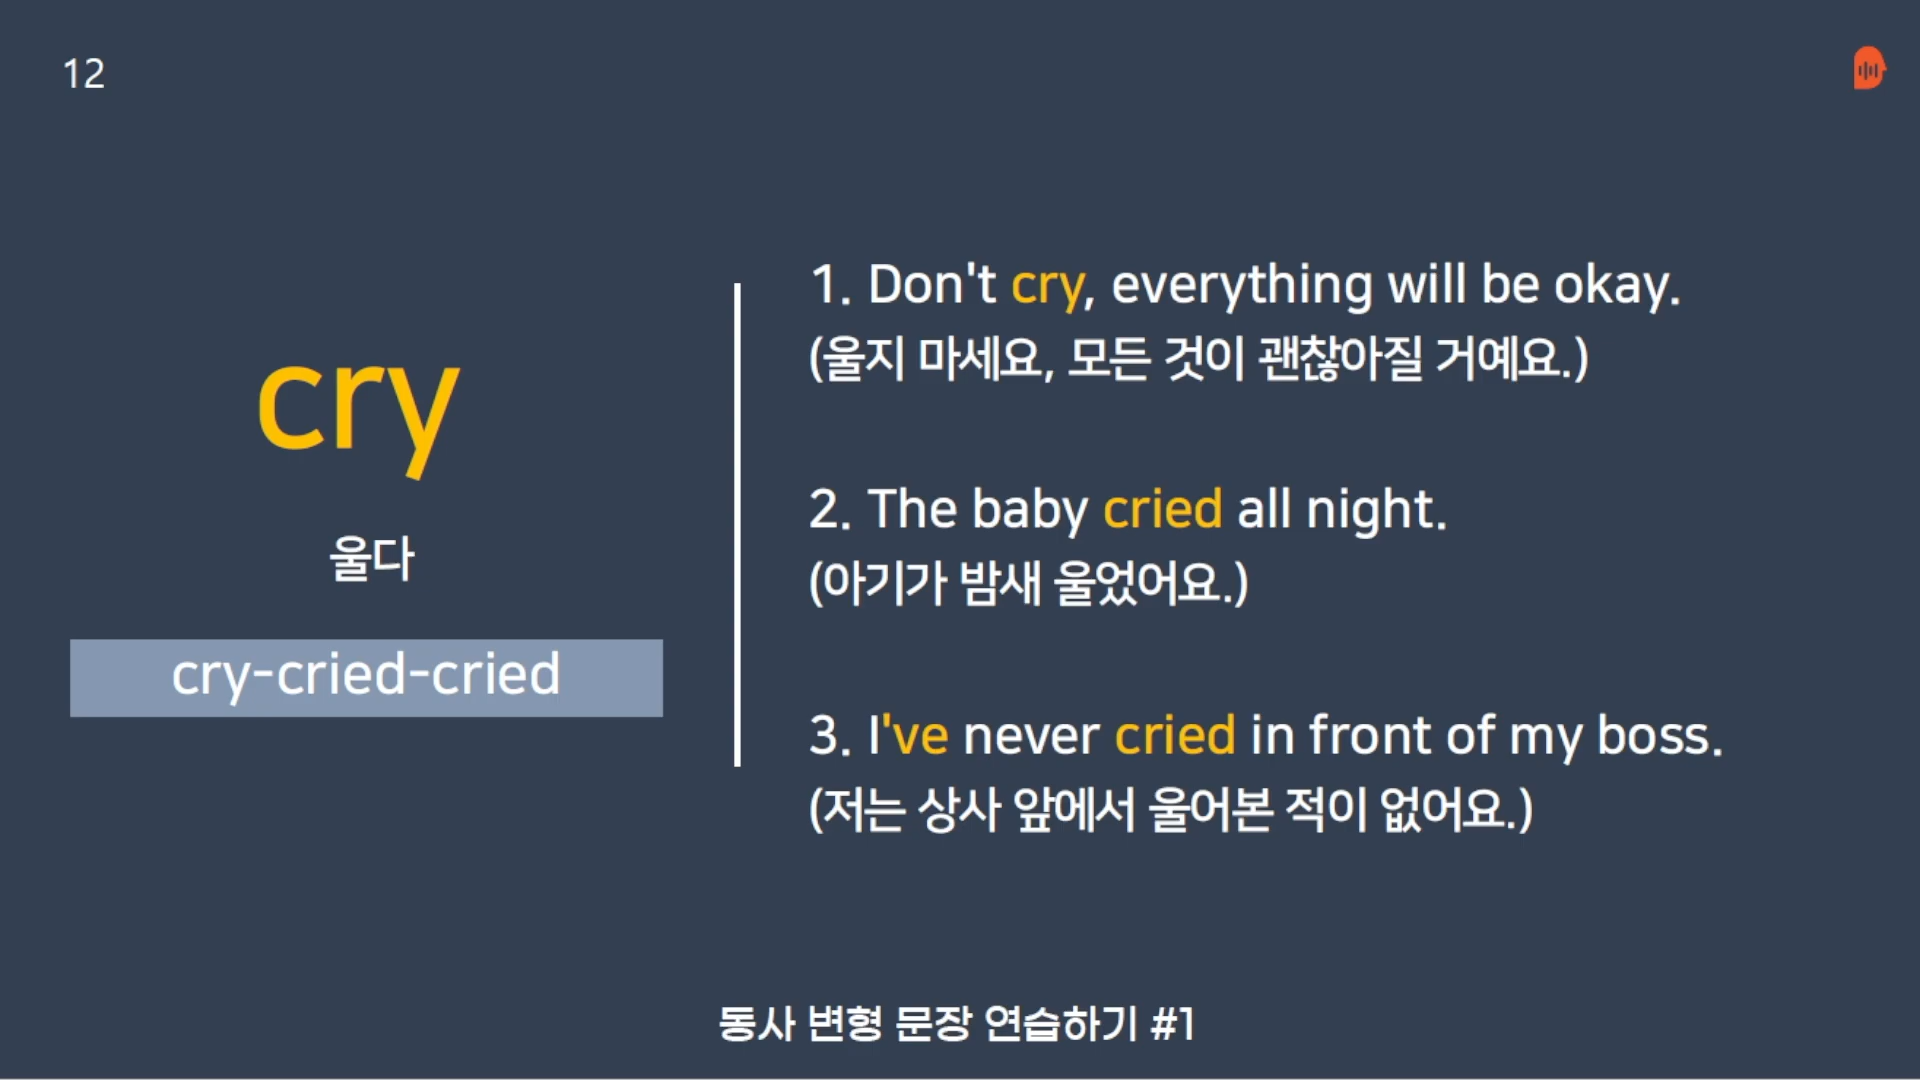 12
cry
울다
cry-cried-cried
1. Don't cry, everything will be okay.
(울지 마세요, 모든 것이 괜찮아질 거예요.)
2. The baby cried all night.
(아기가 밤새 울었어요.)
3. I've never cried in front of my boss.
(저는 상사 앞에서 울어본 적이 없어요.)
동사 변형 문장 연습하기 #1